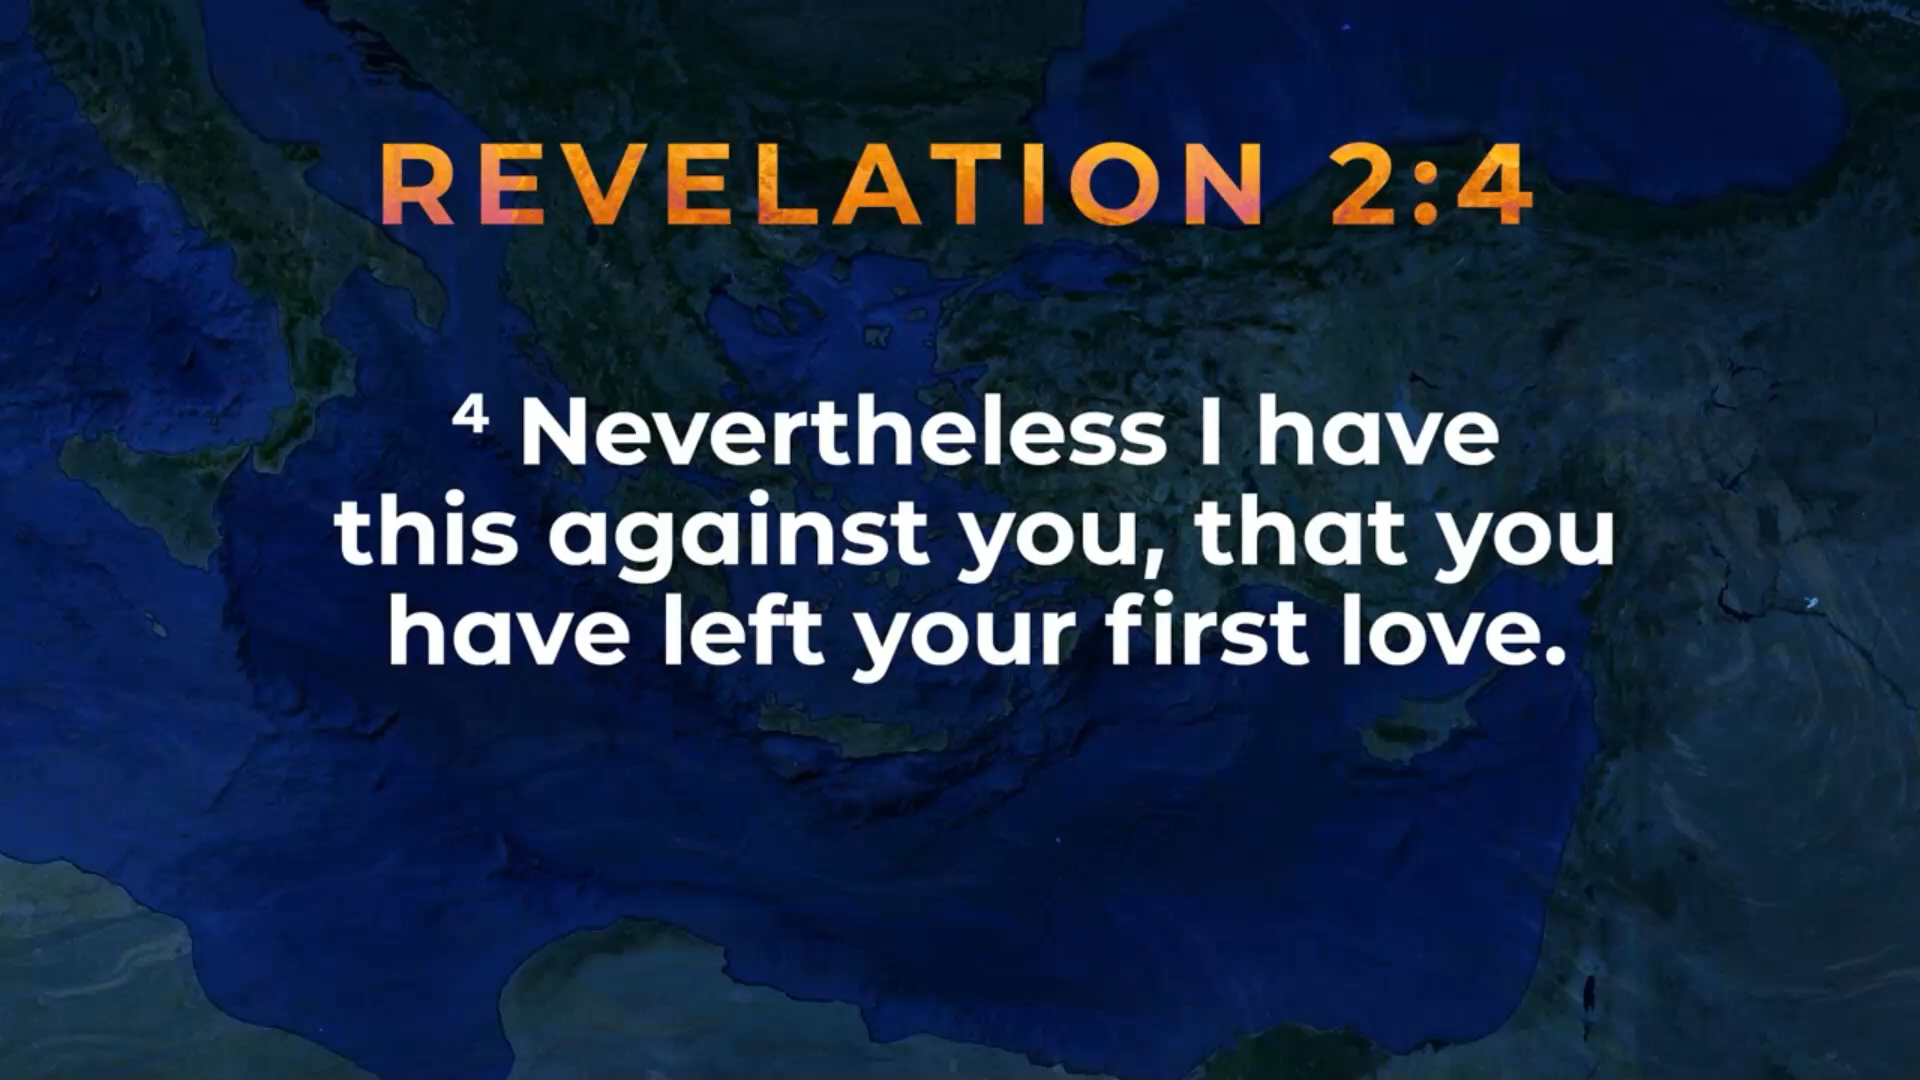 REVELATION 2:4
⁴ Nevertheless I have
this against you, that you
have left your first love.